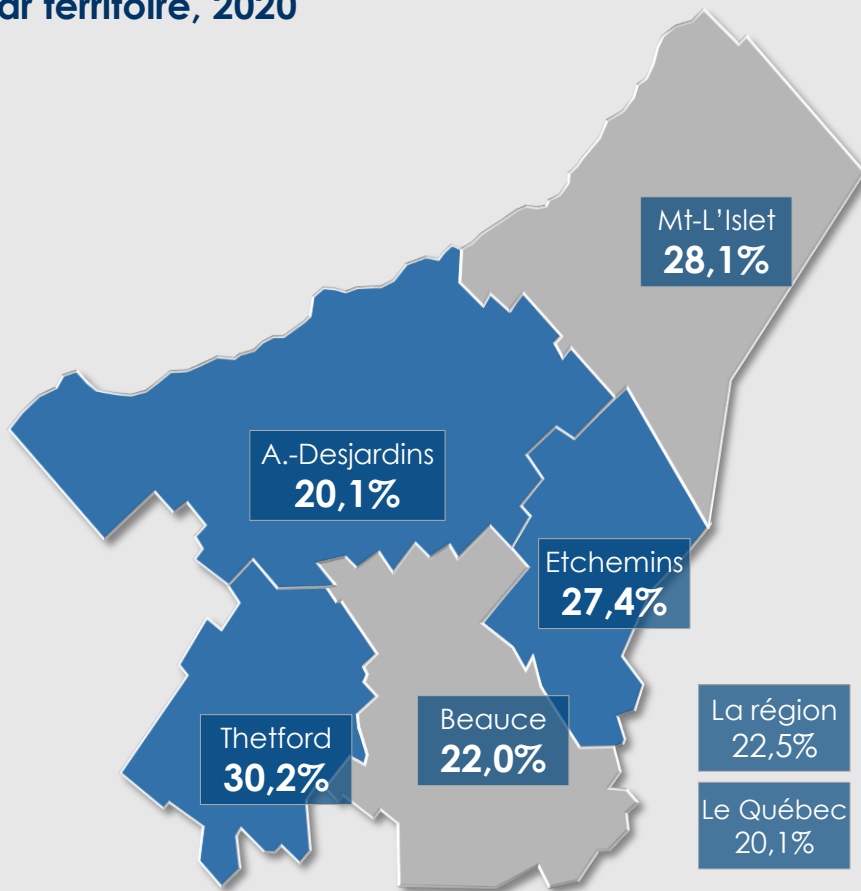 ar territoire, 2020
Mt-L'Islet
28,1%
A.-Desjardins
20,1%
Etchemins
27,4%
Thetford
30,2%
Beauce
22,0%
La région
22,5%
Le Québec
20,1%